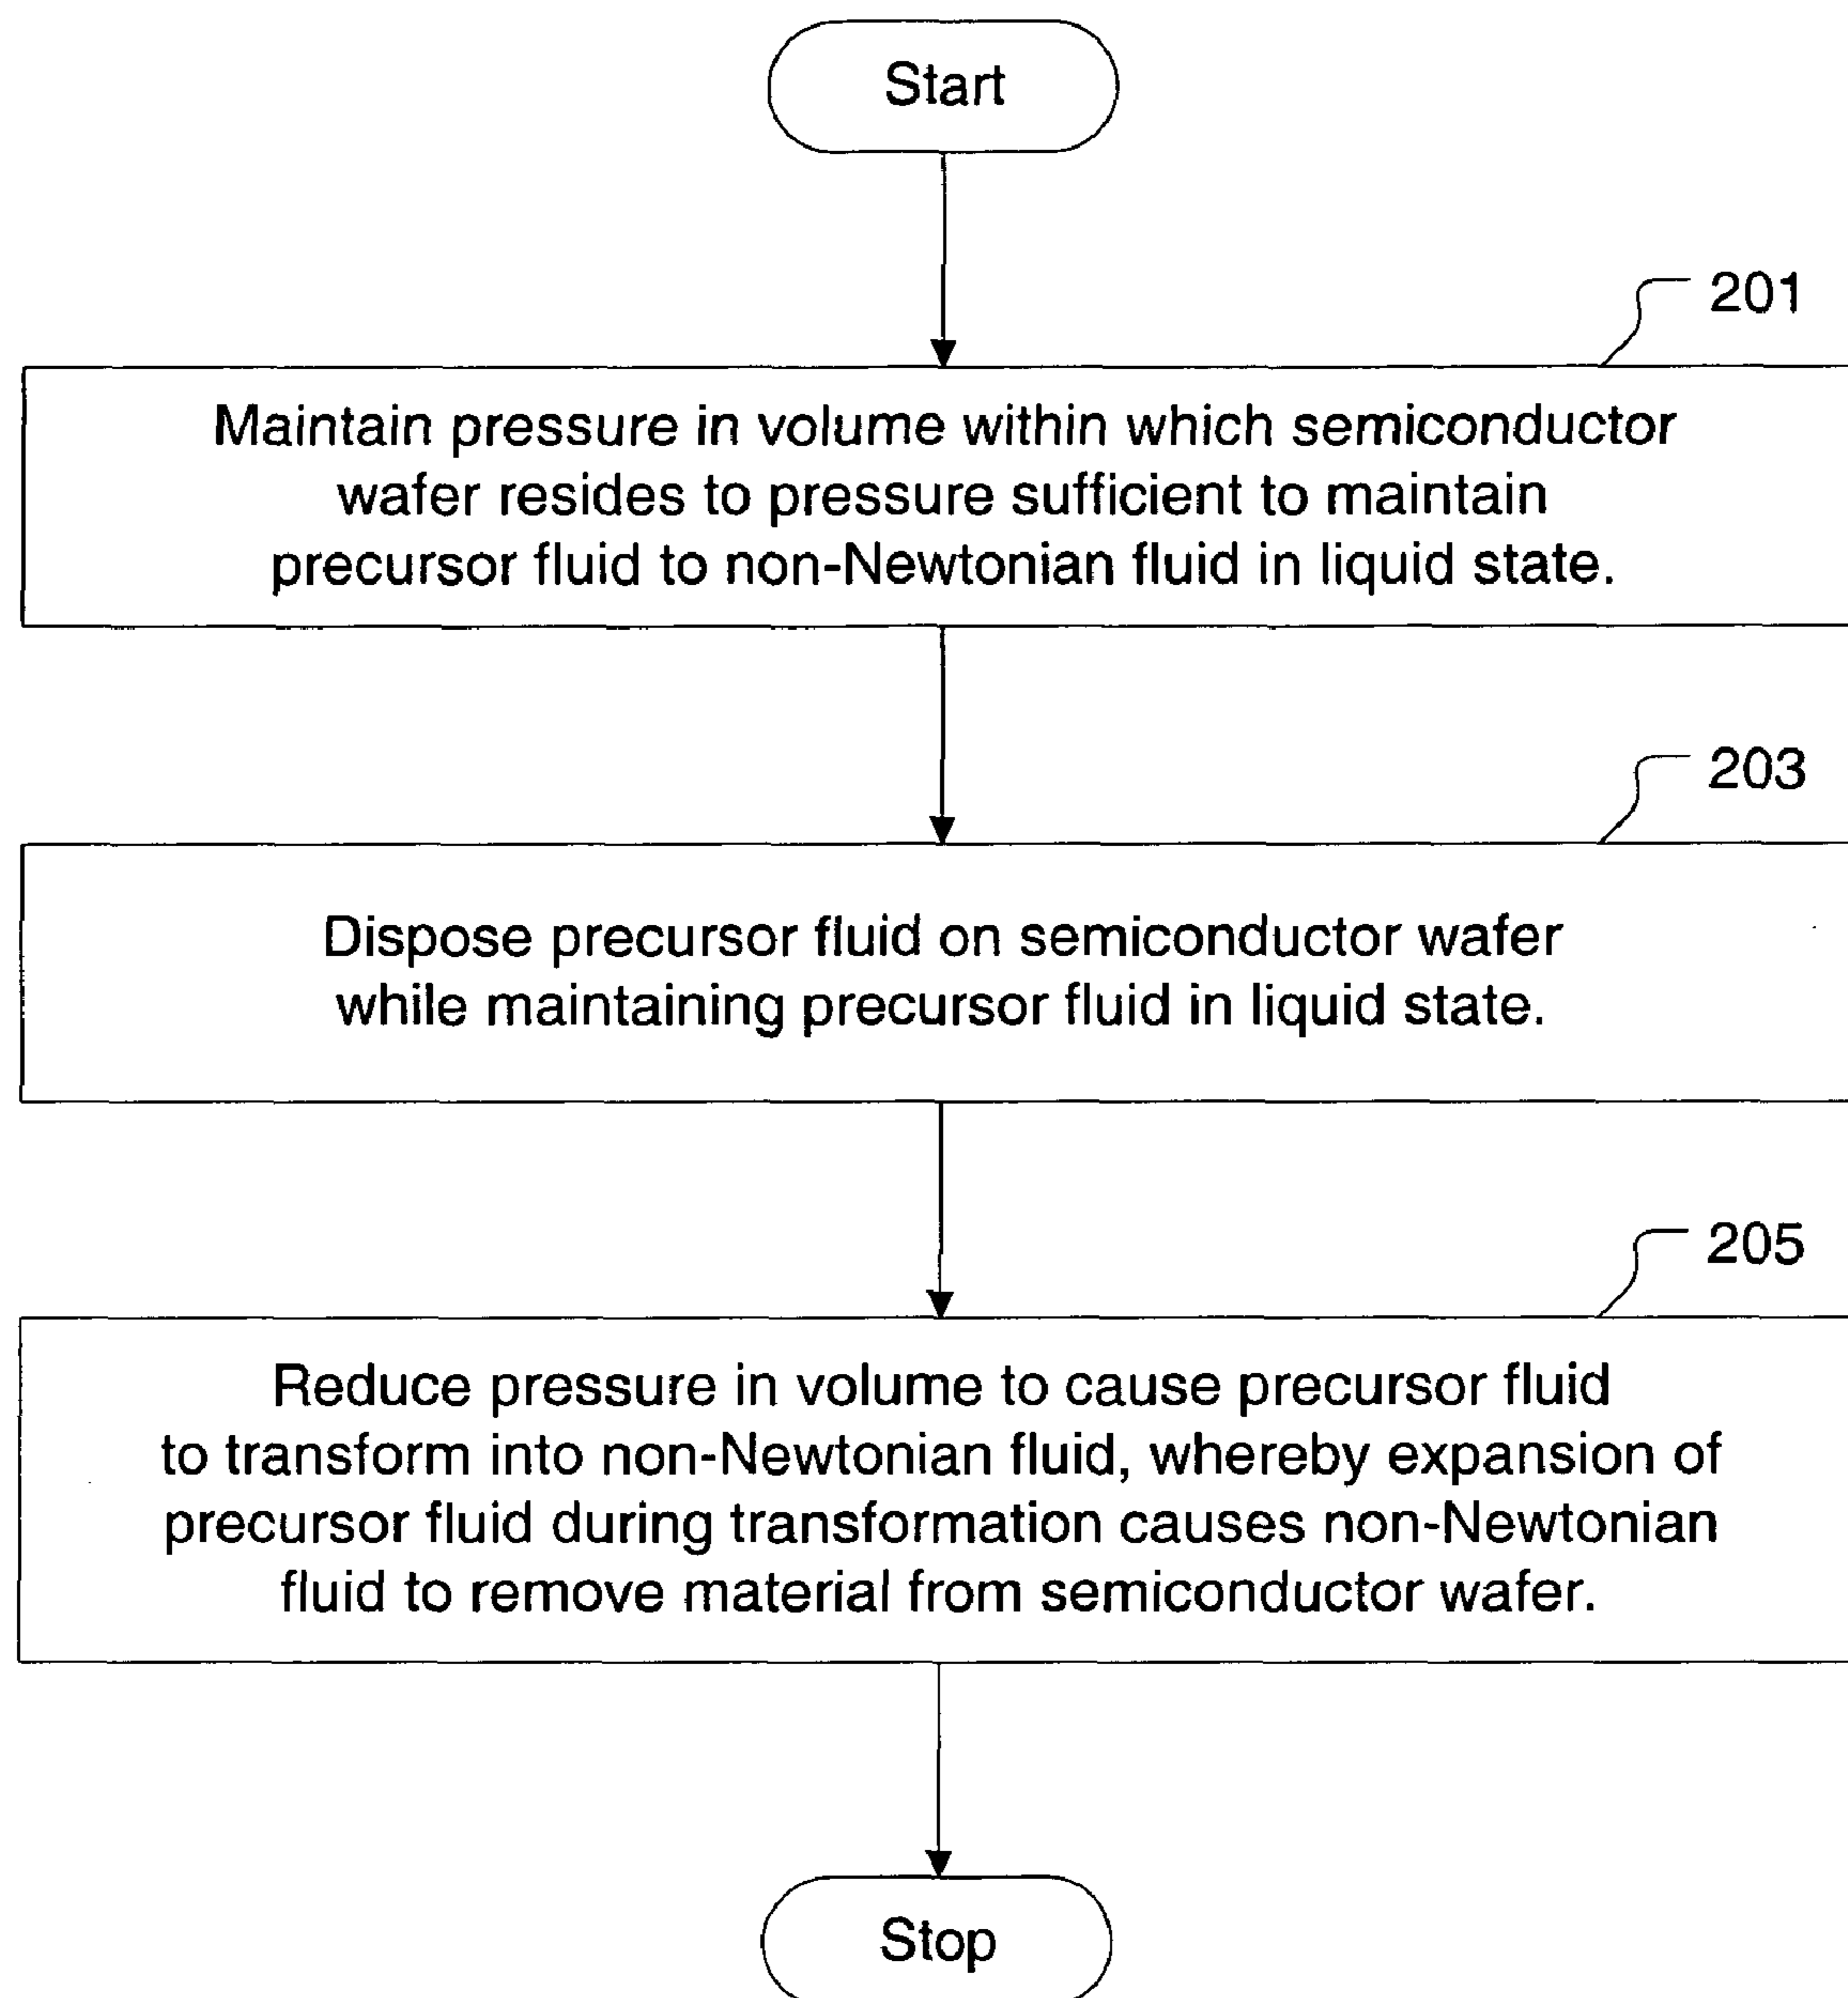 Start
201
Maintain pressure in volume within which semiconductor
wafer resides to pressure sufficient to maintain
precursor fluid to non-Newtonian fluid in liquid state.
203
Dispose precursor fluid on semiconductor wafer
while maintaining precursor fluid in liquid state.
205
Reduce pressure in volume to cause precursor fluid
to transform into non-Newtonian fluid, whereby expansion of
precursor fluid during transformation causes non-Newtonian
fluid to remove material from semiconductor wafer.
Stop